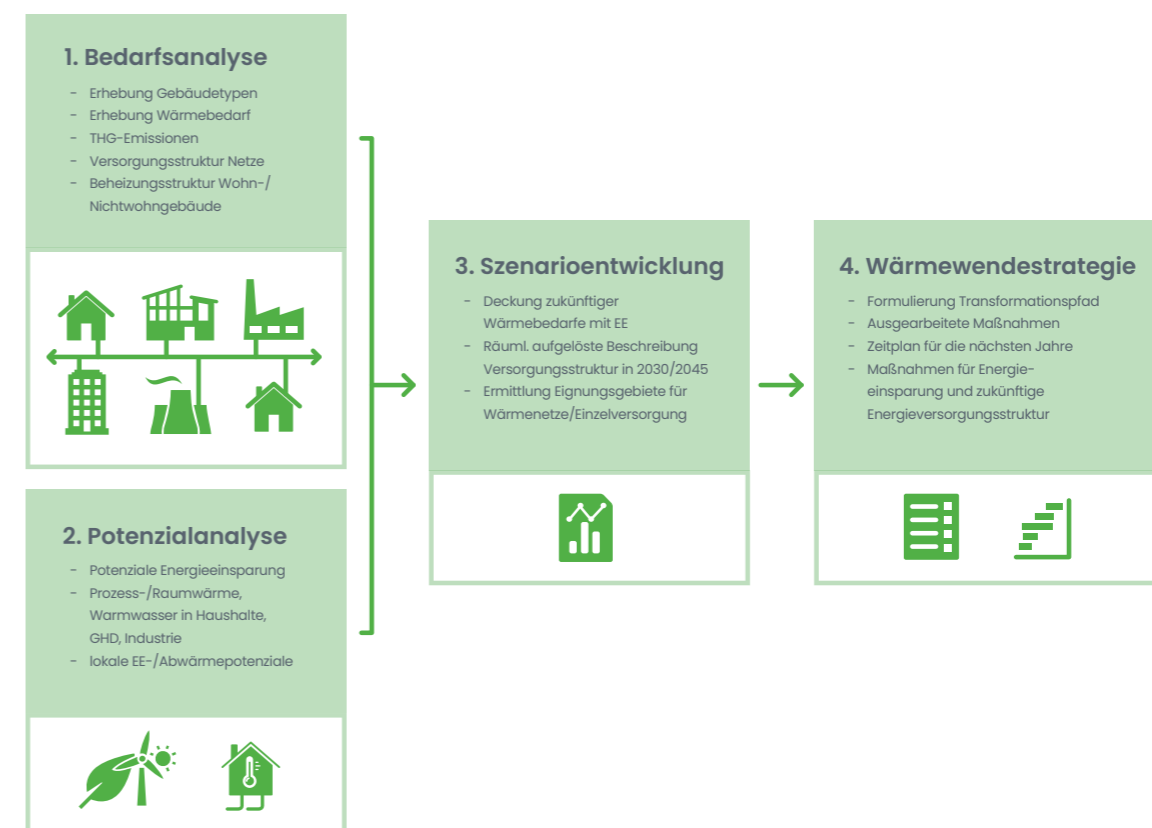 1. Bedarfsanalyse
- Erhebung Gebäudetypen
- Erhebung Wärmebedarf
- THG-Emissionen
- Versorgungsstruktur Netze
- Beheizungsstruktur Wohn-/
Nichtwohngebäude
2. Potenzialanalyse
- Potenziale Energieeinsparung
- Prozess-/Raumwärme,
Warmwasser in Haushalte,
GHD, Industrie
- lokale EE-/Abwärmepotenziale
3. Szenarioentwicklung
- Deckung zukünftiger
Wärmebedarfe mit EE
- Räuml. aufgelöste Beschreibung
Versorgungsstruktur in 2030/2045
- Ermittlung Eignungsgebiete für
Wärmenetze/Einzelversorgung
4. Wärmewendestrategie
- Formulierung Transformationspfad
- Ausgearbeitete Maßnahmen
- Zeitplan für die nächsten Jahre
- Maßnahmen für Energie-
einsparung und zukünftige
Energieversorgungsstruktur